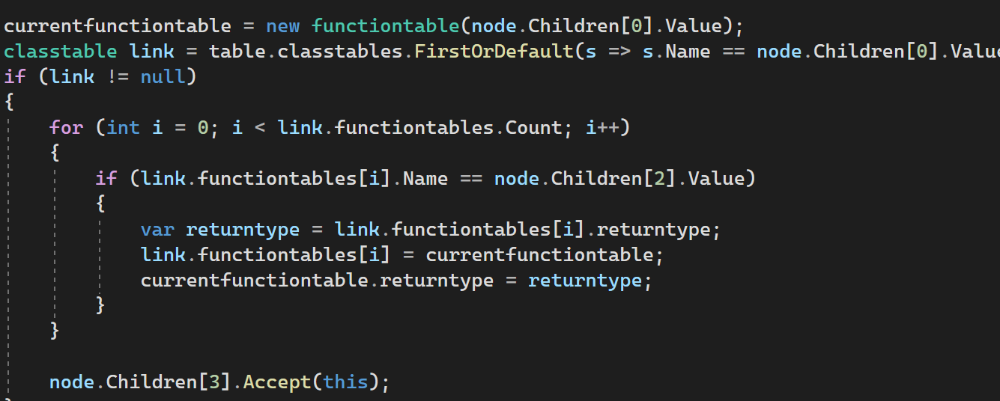 currentfunctiontable = new functiontable(node.Children[0].Value);
classtable link = table.classtables.FirstOrDefault(s => s.Name == node.Children[0].Value
if (link != null)
{
    for (int i = 0; i < link.functiontables.Count; i++)
    {
        if (link.functiontables[i].Name == node.Children[2].Value)
        {
            var returntype = link.functiontables[i].returntype;
            link.functiontables[i] = currentfunctiontable;
            currentfunctiontable.returntype = returntype;
        }
    }
    node.Children[3].Accept(this);